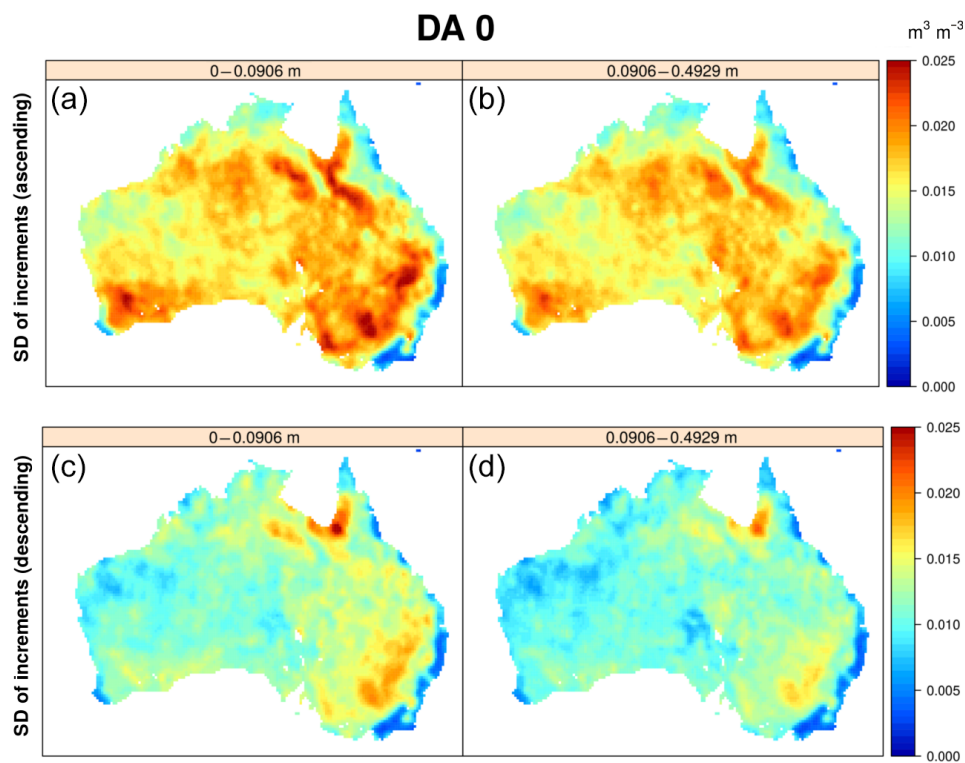 DA 0
m³ m⁻³
0−0.0906 m
0.0906−0.4929 m
(a)
(b)
SD of increments (ascending)
0.025
0.020
0.015
0.010
0.005
0.000
0−0.0906 m
0.0906−0.4929 m
(c)
(d)
SD of increments (descending)
0.025
0.020
0.015
0.010
0.005
0.000